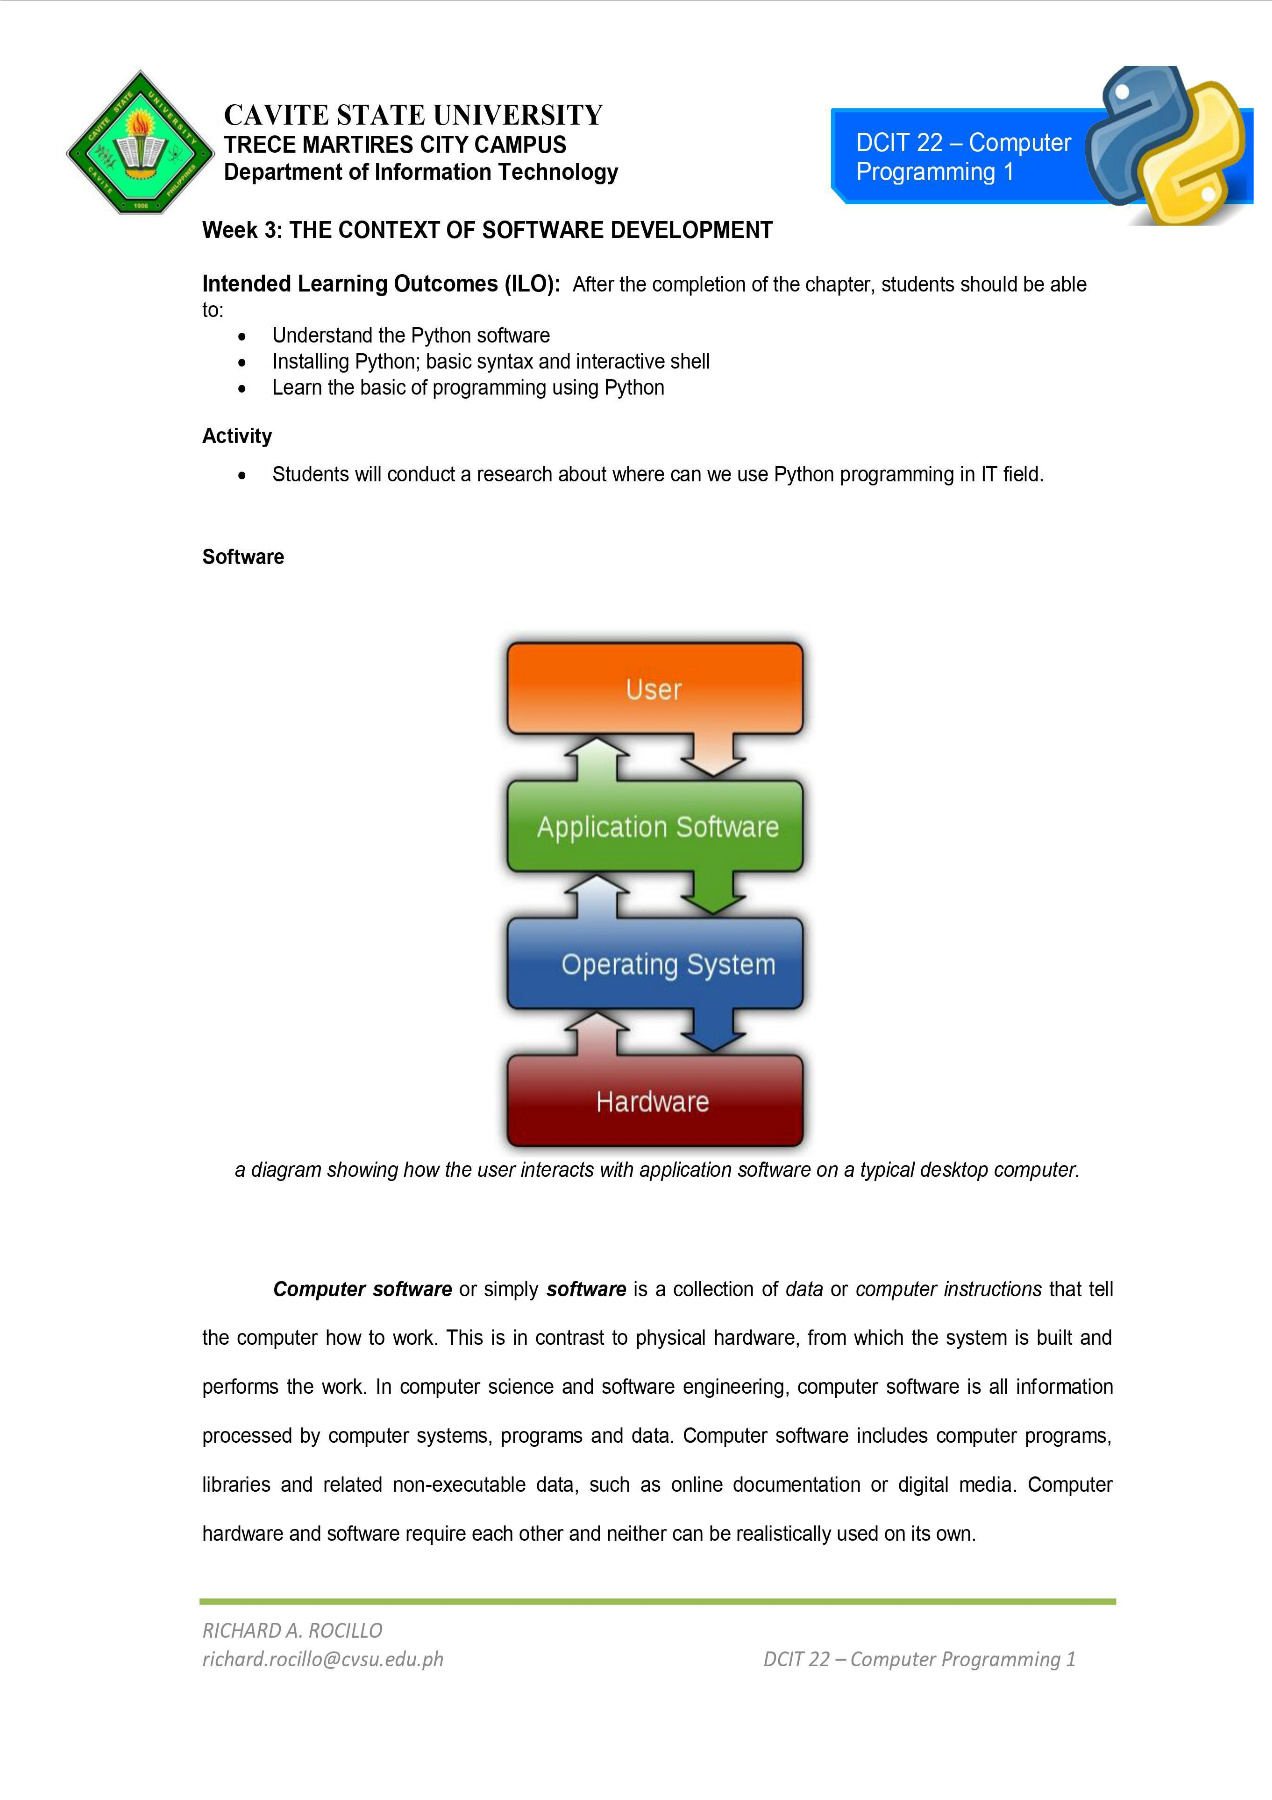 CAVITE STATE UNIVERSITY
TRECE MARTIRES CITY CAMPUS
Department of Information Technology
DCIT 22 – Computer
Programming 1
CAVITE STATE UNIVERSITY
CAVITE PHILIPPINES
1906
Week 3: THE CONTEXT OF SOFTWARE DEVELOPMENT
Intended Learning Outcomes (ILO): After the completion of the chapter, students should be able
to:
• Understand the Python software
• Installing Python; basic syntax and interactive shell
• Learn the basic of programming using Python
Activity
• Students will conduct a research about where can we use Python programming in IT field.
Software
User
Application Software
Operating System
Hardware
a diagram showing how the user interacts with application software on a typical desktop computer.
Computer software or simply software is a collection of data or computer instructions that tell
the computer how to work. This is in contrast to physical hardware, from which the system is built and
performs the work. In computer science and software engineering, computer software is all information
processed by computer systems, programs and data. Computer software includes computer programs,
libraries and related non-executable data, such as online documentation or digital media. Computer
hardware and software require each other and neither can be realistically used on its own.
RICHARD A. ROCILLO
richard.rocillo@cvsu.edu.ph
DCIT 22 – Computer Programming 1